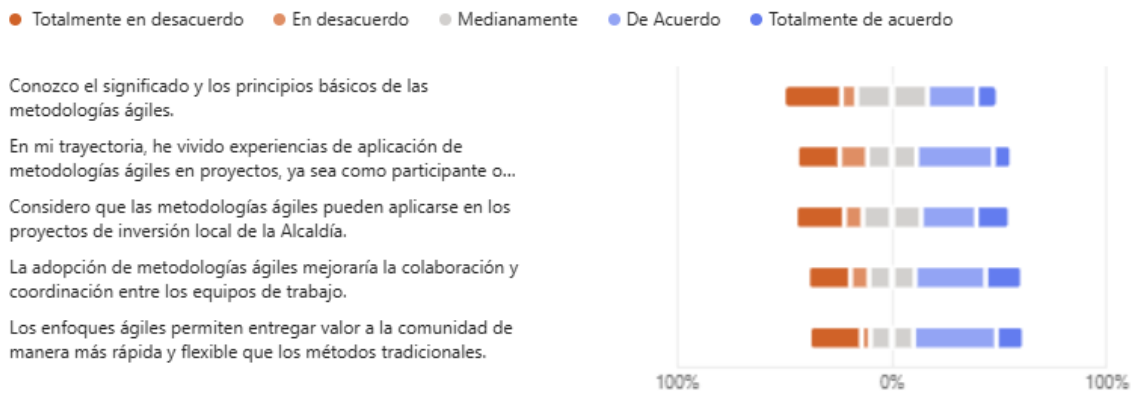 Totalmente en desacuerdo En desacuerdo Medianamente De Acuerdo Totalmente de acuerdo
Conozco el significado y los principios básicos de las
metodologías ágiles.
En mi trayectoria, he vivido experiencias de aplicación de
metodologías ágiles en proyectos, ya sea como participante o...
Considero que las metodologías ágiles pueden aplicarse en los
proyectos de inversión local de la Alcaldía.
La adopción de metodologías ágiles mejoraría la colaboración y
coordinación entre los equipos de trabajo.
Los enfoques ágiles permiten entregar valor a la comunidad de
manera más rápida y flexible que los métodos tradicionales.
100% 0% 100%